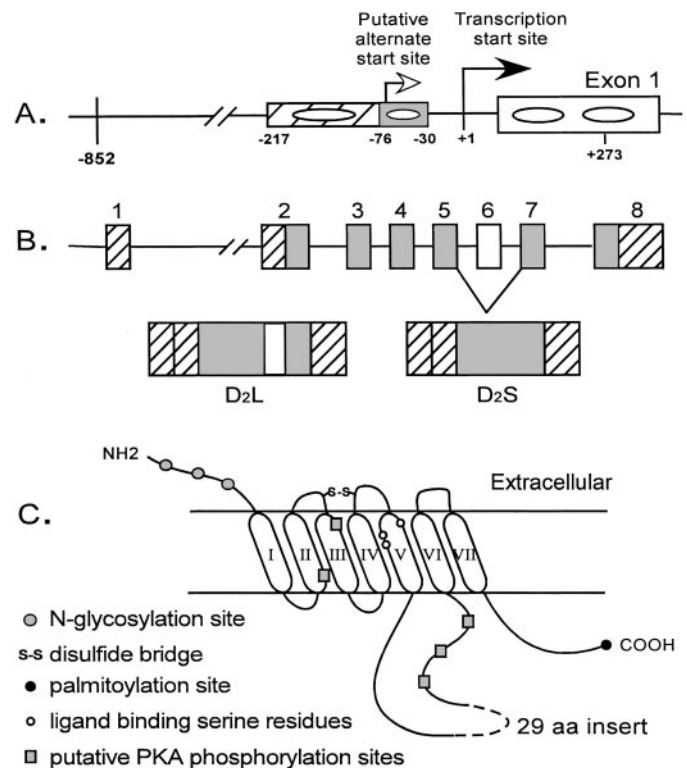 Putative
alternate
start site
Transcription
start site
Exon 1
A.
-852
-217
-76
-30
+1
+273
B.
1
2
3
4
5
6
7
8
D2L
D2S
C.
NH2
S-S
Extracellular
I
II
III
IV
V
VI
VII
N-glycosylation site
S-S disulfide bridge
palmitoylation site
ligand binding serine residues
putative PKA phosphorylation sites
COOH
29 aa insert